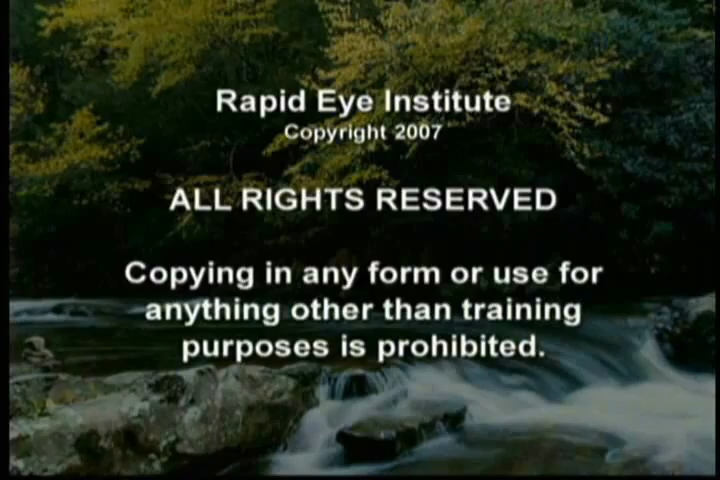 Rapid Eye Institute
Copyright 2007
ALL RIGHTS RESERVED
Copying in any form or use for
anything other than training
purposes is prohibited.